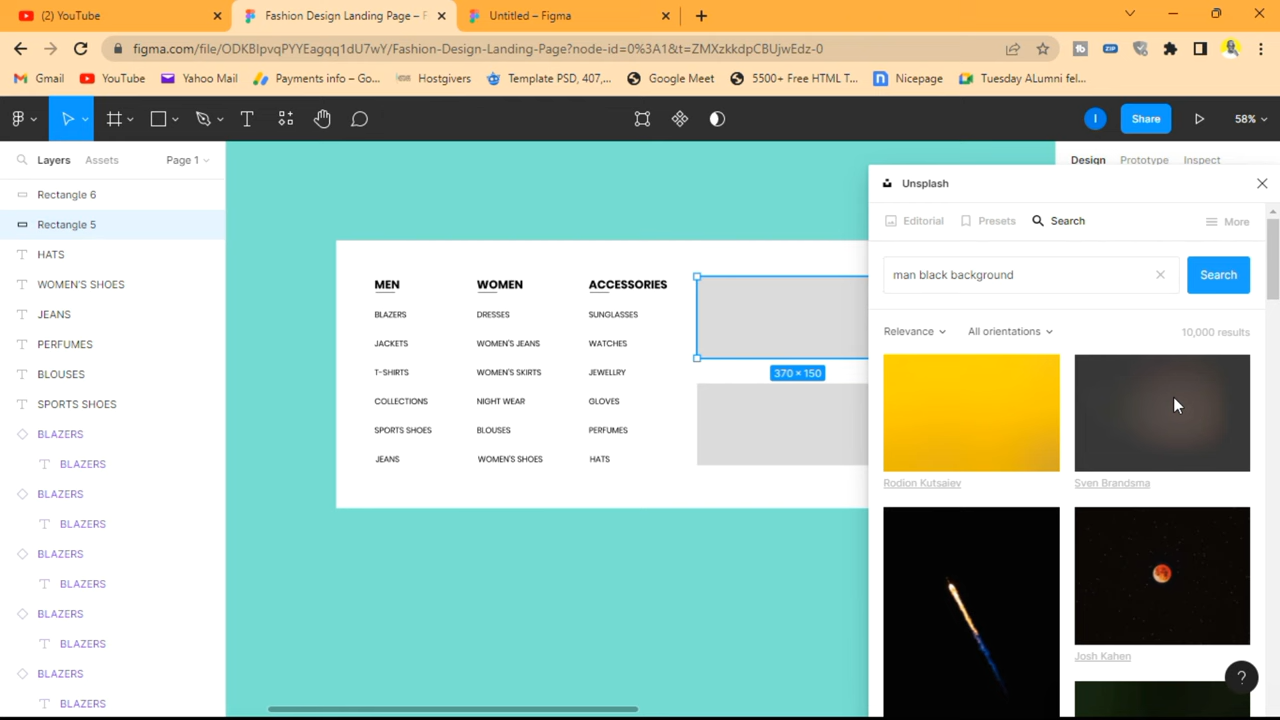 (2) YouTube
Fashion Design Landing Page – F
Untitled – Figma
figma.com/file/ODKBlpvqPYYEagqq1dU7wY/Fashion-Design-Landing-Page?node-id=0%3A1&t=ZMXzkkdpCBUjwEdz-0
Gmail
YouTube
Yahoo Mail
Payments info – Go...
Hostgivers
Template PSD, 407,...
Google Meet
5500+ Free HTML T...
Nicepage
Tuesday ALumni fel...
I
Share
58%
Layers
Assets
Page 1
Design
Prototype
Inspect
Rectangle 6
Rectangle 5
HATS
WOMEN'S SHOES
JEANS
PERFUMES
BLOUSES
SPORTS SHOES
BLAZERS
BLAZERS
BLAZERS
BLAZERS
BLAZERS
BLAZERS
BLAZERS
BLAZERS
BLAZERS
BLAZERS
MEN
WOMEN
ACCESSORIES
BLAZERS
DRESSES
SUNGLASSES
JACKETS
WOMEN'S JEANS
WATCHES
T-SHIRTS
WOMEN'S SKIRTS
JEWELLRY
COLLECTIONS
NIGHT WEAR
GLOVES
SPORTS SHOES
BLOUSES
PERFUMES
JEANS
WOMEN'S SHOES
HATS
370 × 150
Unsplash
Editorial
Presets
Search
More
man black background
Search
Relevance
All orientations
10,000 results
Rodion Kutsaiev
Sven Brandsma
Josh Kahen
?